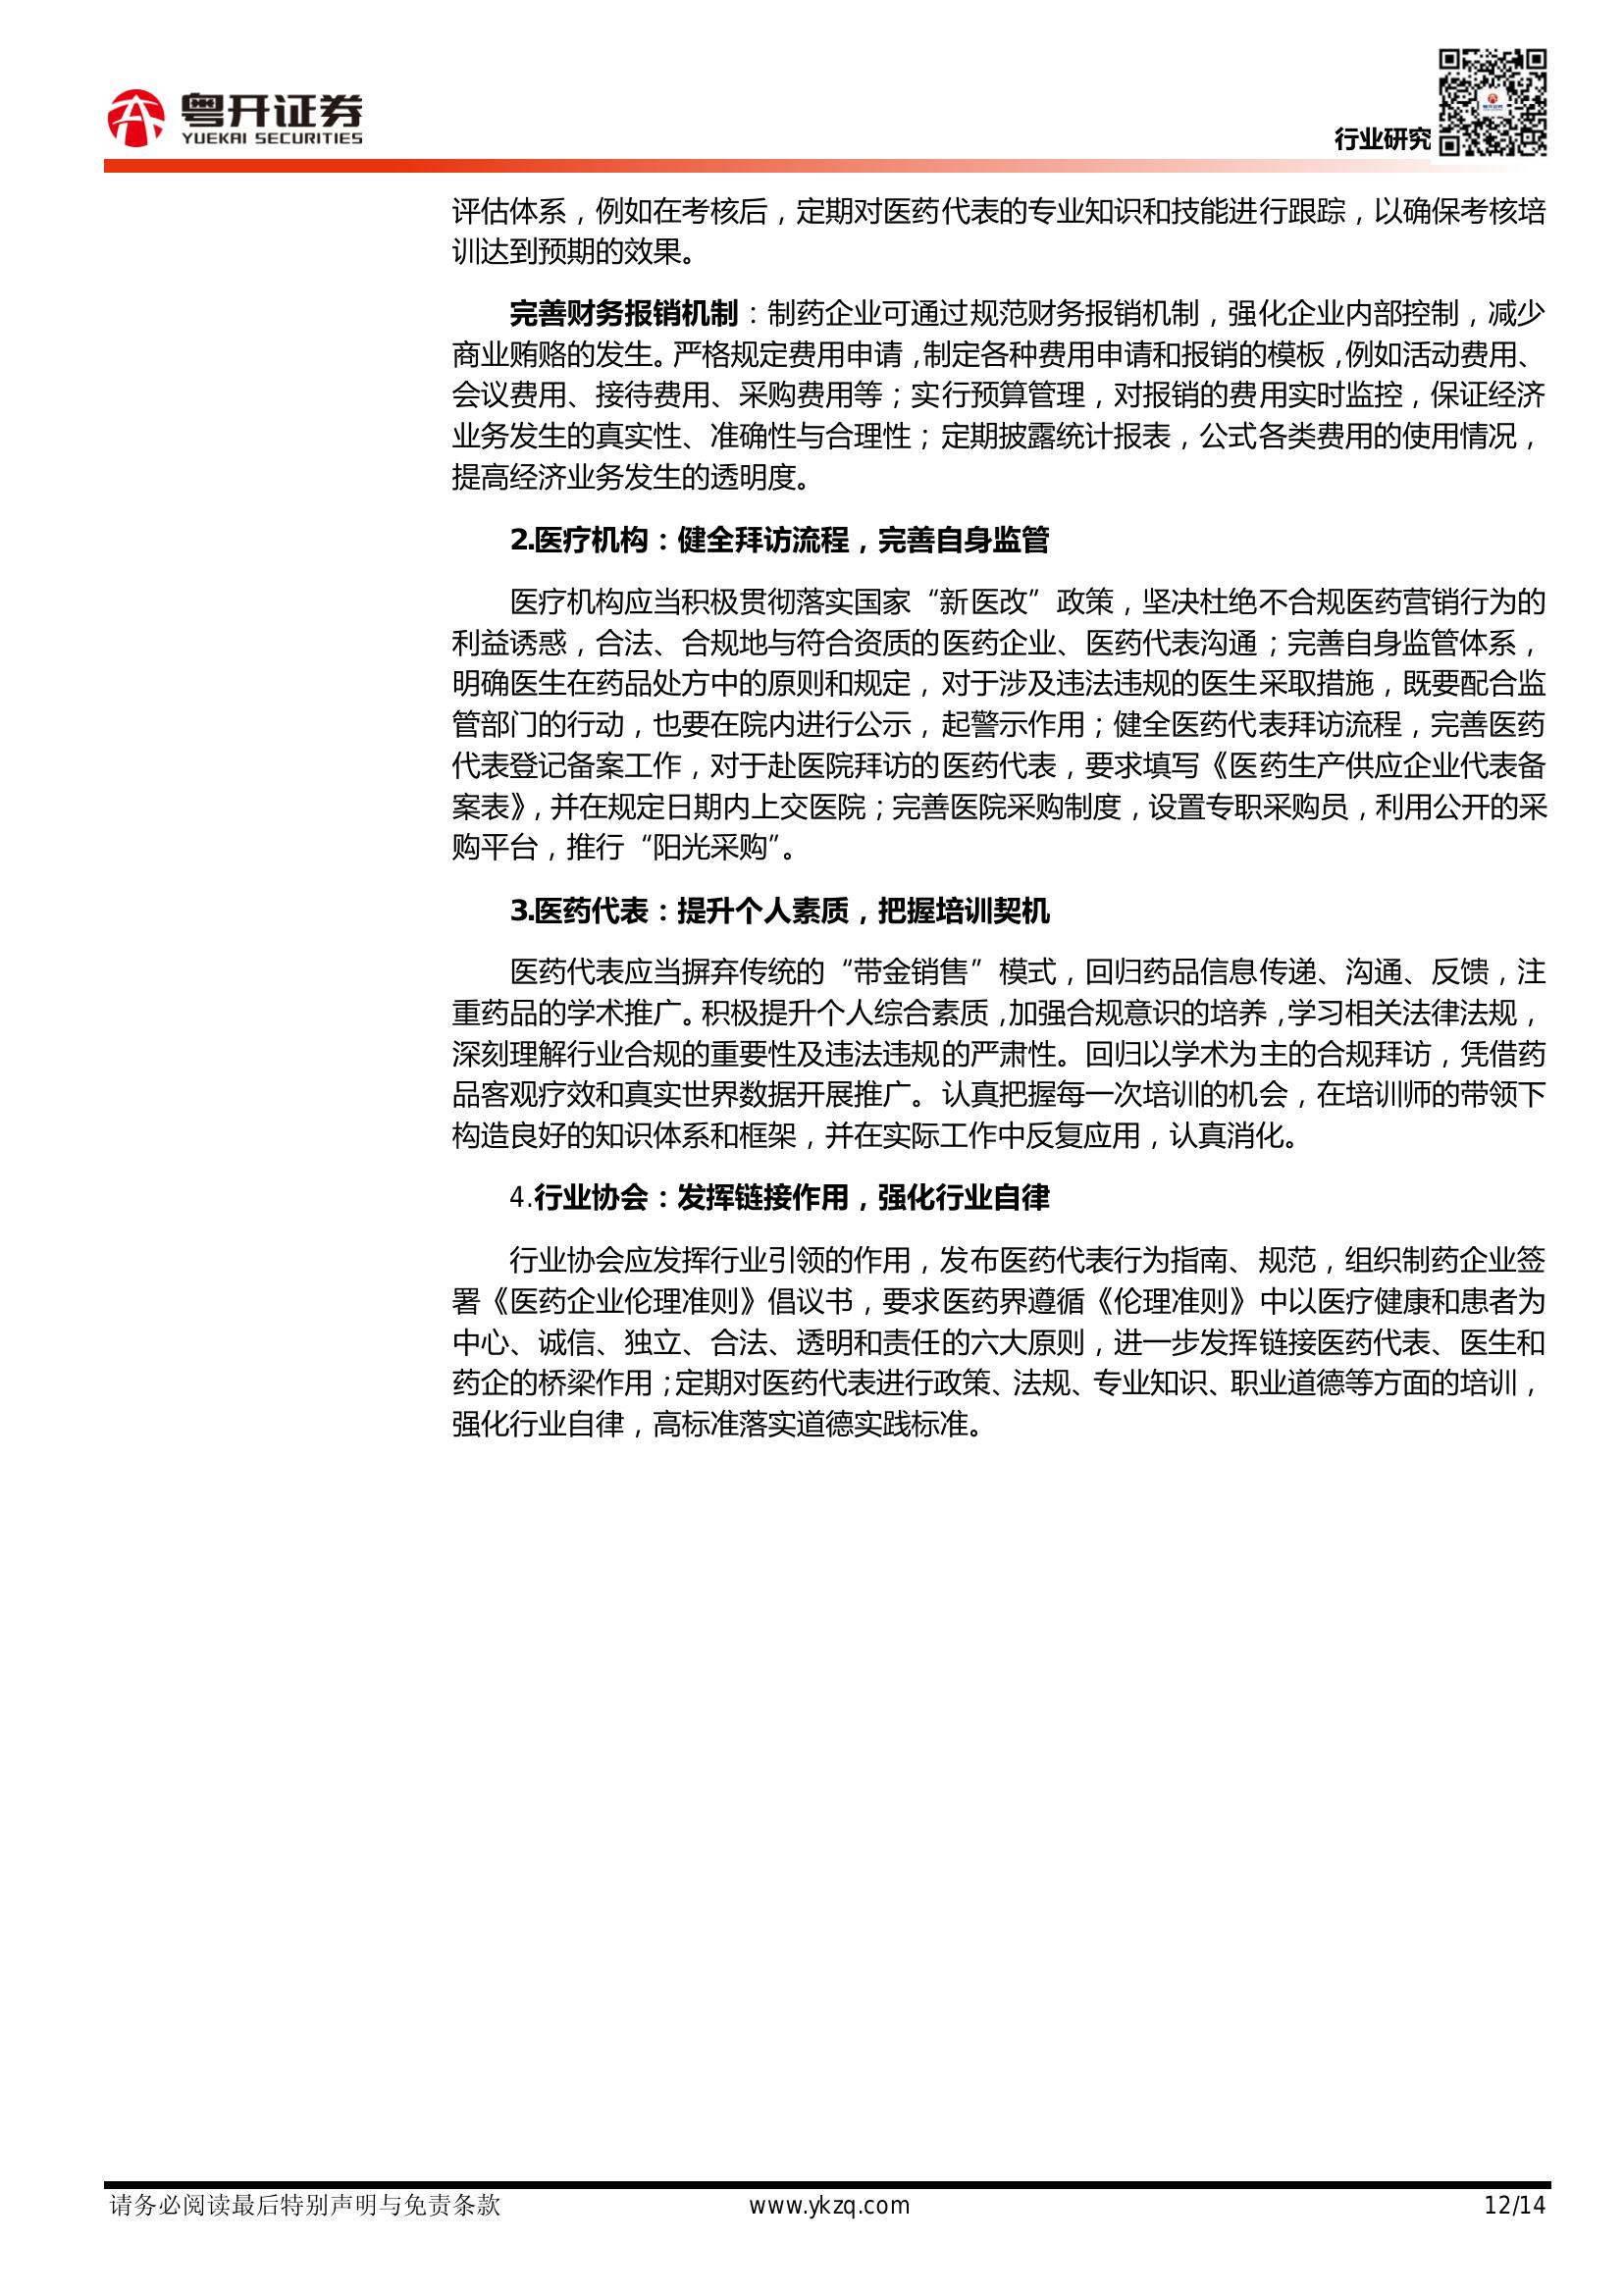 粤开证券
YUEKAI SECURITIES
行业研究
评估体系，例如在考核后，定期对医药代表的专业知识和技能进行跟踪，以确保考核培
训达到预期的效果。
完善财务报销机制：制药企业可通过规范财务报销机制，强化企业内部控制，减少
商业贿赂的发生。严格规定费用申请，制定各种费用申请和报销的模板，例如活动费用、
会议费用、接待费用、采购费用等；实行预算管理，对报销的费用实时监控，保证经济
业务发生的真实性、准确性与合理性；定期披露统计报表，公式各类费用的使用情况，
提高经济业务发生的透明度。
2.医疗机构：健全拜访流程，完善自身监管
医疗机构应当积极贯彻落实国家“新医改”政策，坚决杜绝不合规医药营销行为的
利益诱惑，合法、合规地与符合资质的医药企业、医药代表沟通；完善自身监管体系，
明确医生在药品处方中的原则和规定，对于涉及违法违规的医生采取措施，既要配合监
管部门的行动，也要在院内进行公示，起警示作用；健全医药代表拜访流程，完善医药
代表登记备案工作，对于赴医院拜访的医药代表，要求填写《医药生产供应企业代表备
案表》，并在规定日期内上交医院；完善医院采购制度，设置专职采购员，利用公开的采
购平台，推行“阳光采购”。
3.医药代表：提升个人素质，把握培训契机
医药代表应当摒弃传统的“带金销售”模式，回归药品信息传递、沟通、反馈，注
重药品的学术推广。积极提升个人综合素质，加强合规意识的培养，学习相关法律法规，
深刻理解行业合规的重要性及违法违规的严肃性。回归以学术为主的合规拜访，凭借药
品客观疗效和真实世界数据开展推广。认真把握每一次培训的机会，在培训师的带领下
构造良好的知识体系和框架，并在实际工作中反复应用，认真消化。
4.行业协会：发挥链接作用，强化行业自律
行业协会应发挥行业引领的作用，发布医药代表行为指南、规范，组织制药企业签
署《医药企业伦理准则》倡议书，要求医药界遵循《伦理准则》中以医疗健康和患者为
中心、诚信、独立、合法、透明和责任的六大原则，进一步发挥链接医药代表、医生和
药企的桥梁作用；定期对医药代表进行政策、法规、专业知识、职业道德等方面的培训，
强化行业自律，高标准落实道德实践标准。
请务必阅读最后特别声明与免责条款
www.ykzq.com
12/14